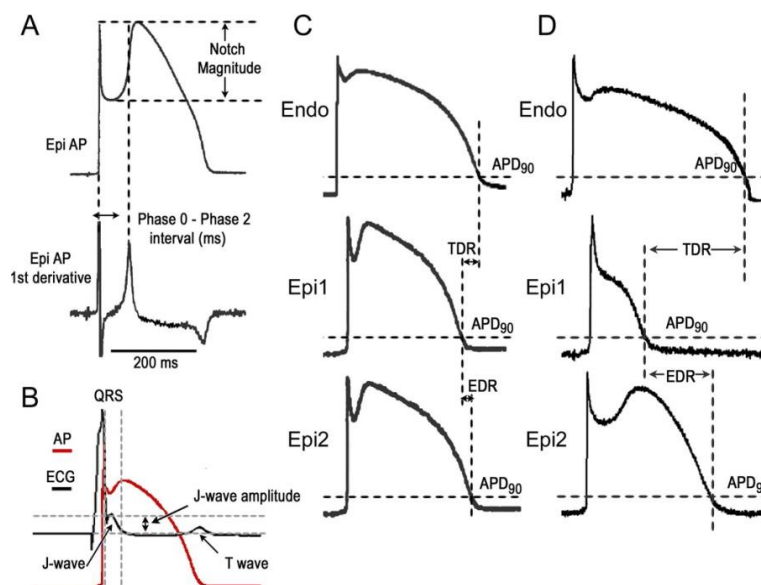 A
Notch
Magnitude
Epi AP
Phase 0 - Phase 2
interval (ms)
Epi AP
1st derivative
200 ms
B
QRS
AP
ECG
J-wave amplitude
J-wave
T wave
C
Endo
APD90
TDR
Epi1
APD90
EDR
Epi2
APD90
D
Endo
APD90
TDR
Epi1
APD90
EDR
Epi2
APD9